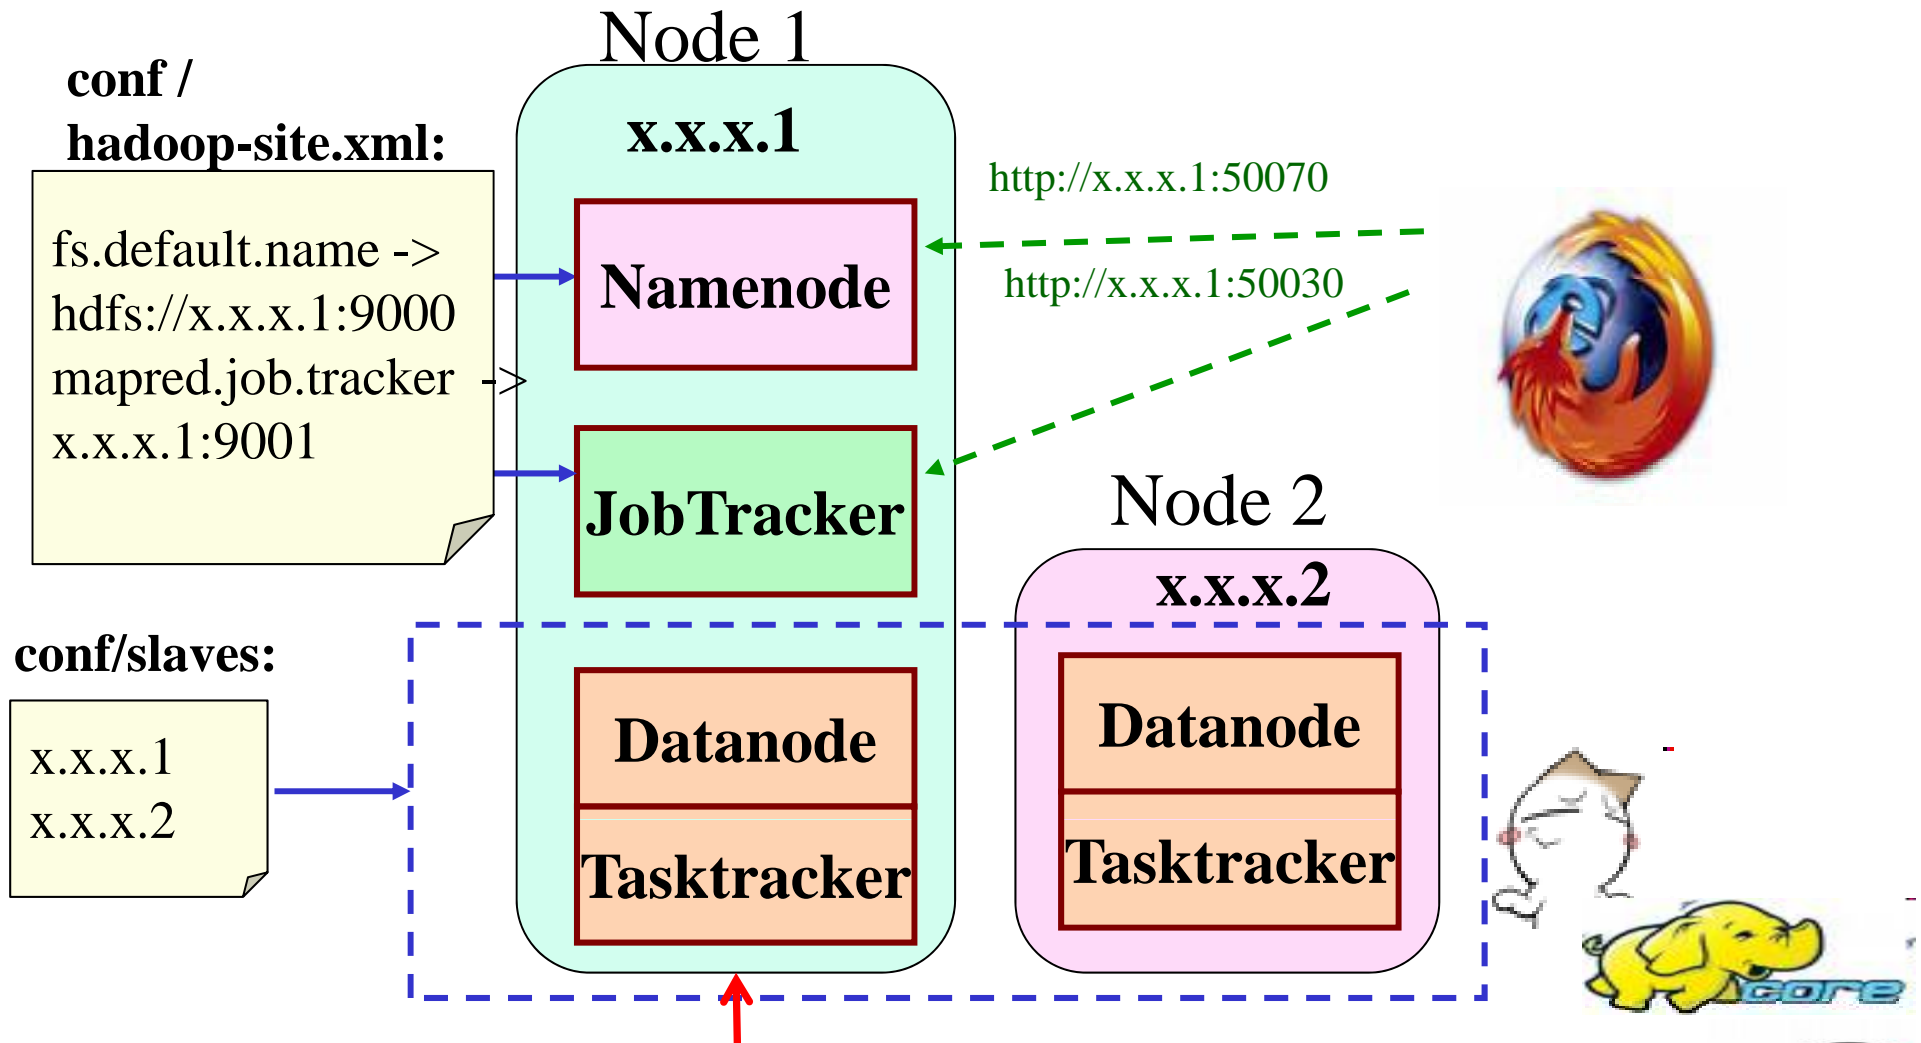 Node 1
conf /
hadoop-site.xml:
x.x.x.1
fs.default.name ->
hdfs://x.x.x.1:9000
mapred.job.tracker ->
x.x.x.1:9001
Namenode
JobTracker
http://x.x.x.1:50070
http://x.x.x.1:50030
Node 2
x.x.x.2
conf/slaves:
x.x.x.1
x.x.x.2
Datanode
Tasktracker
Datanode
Tasktracker
core